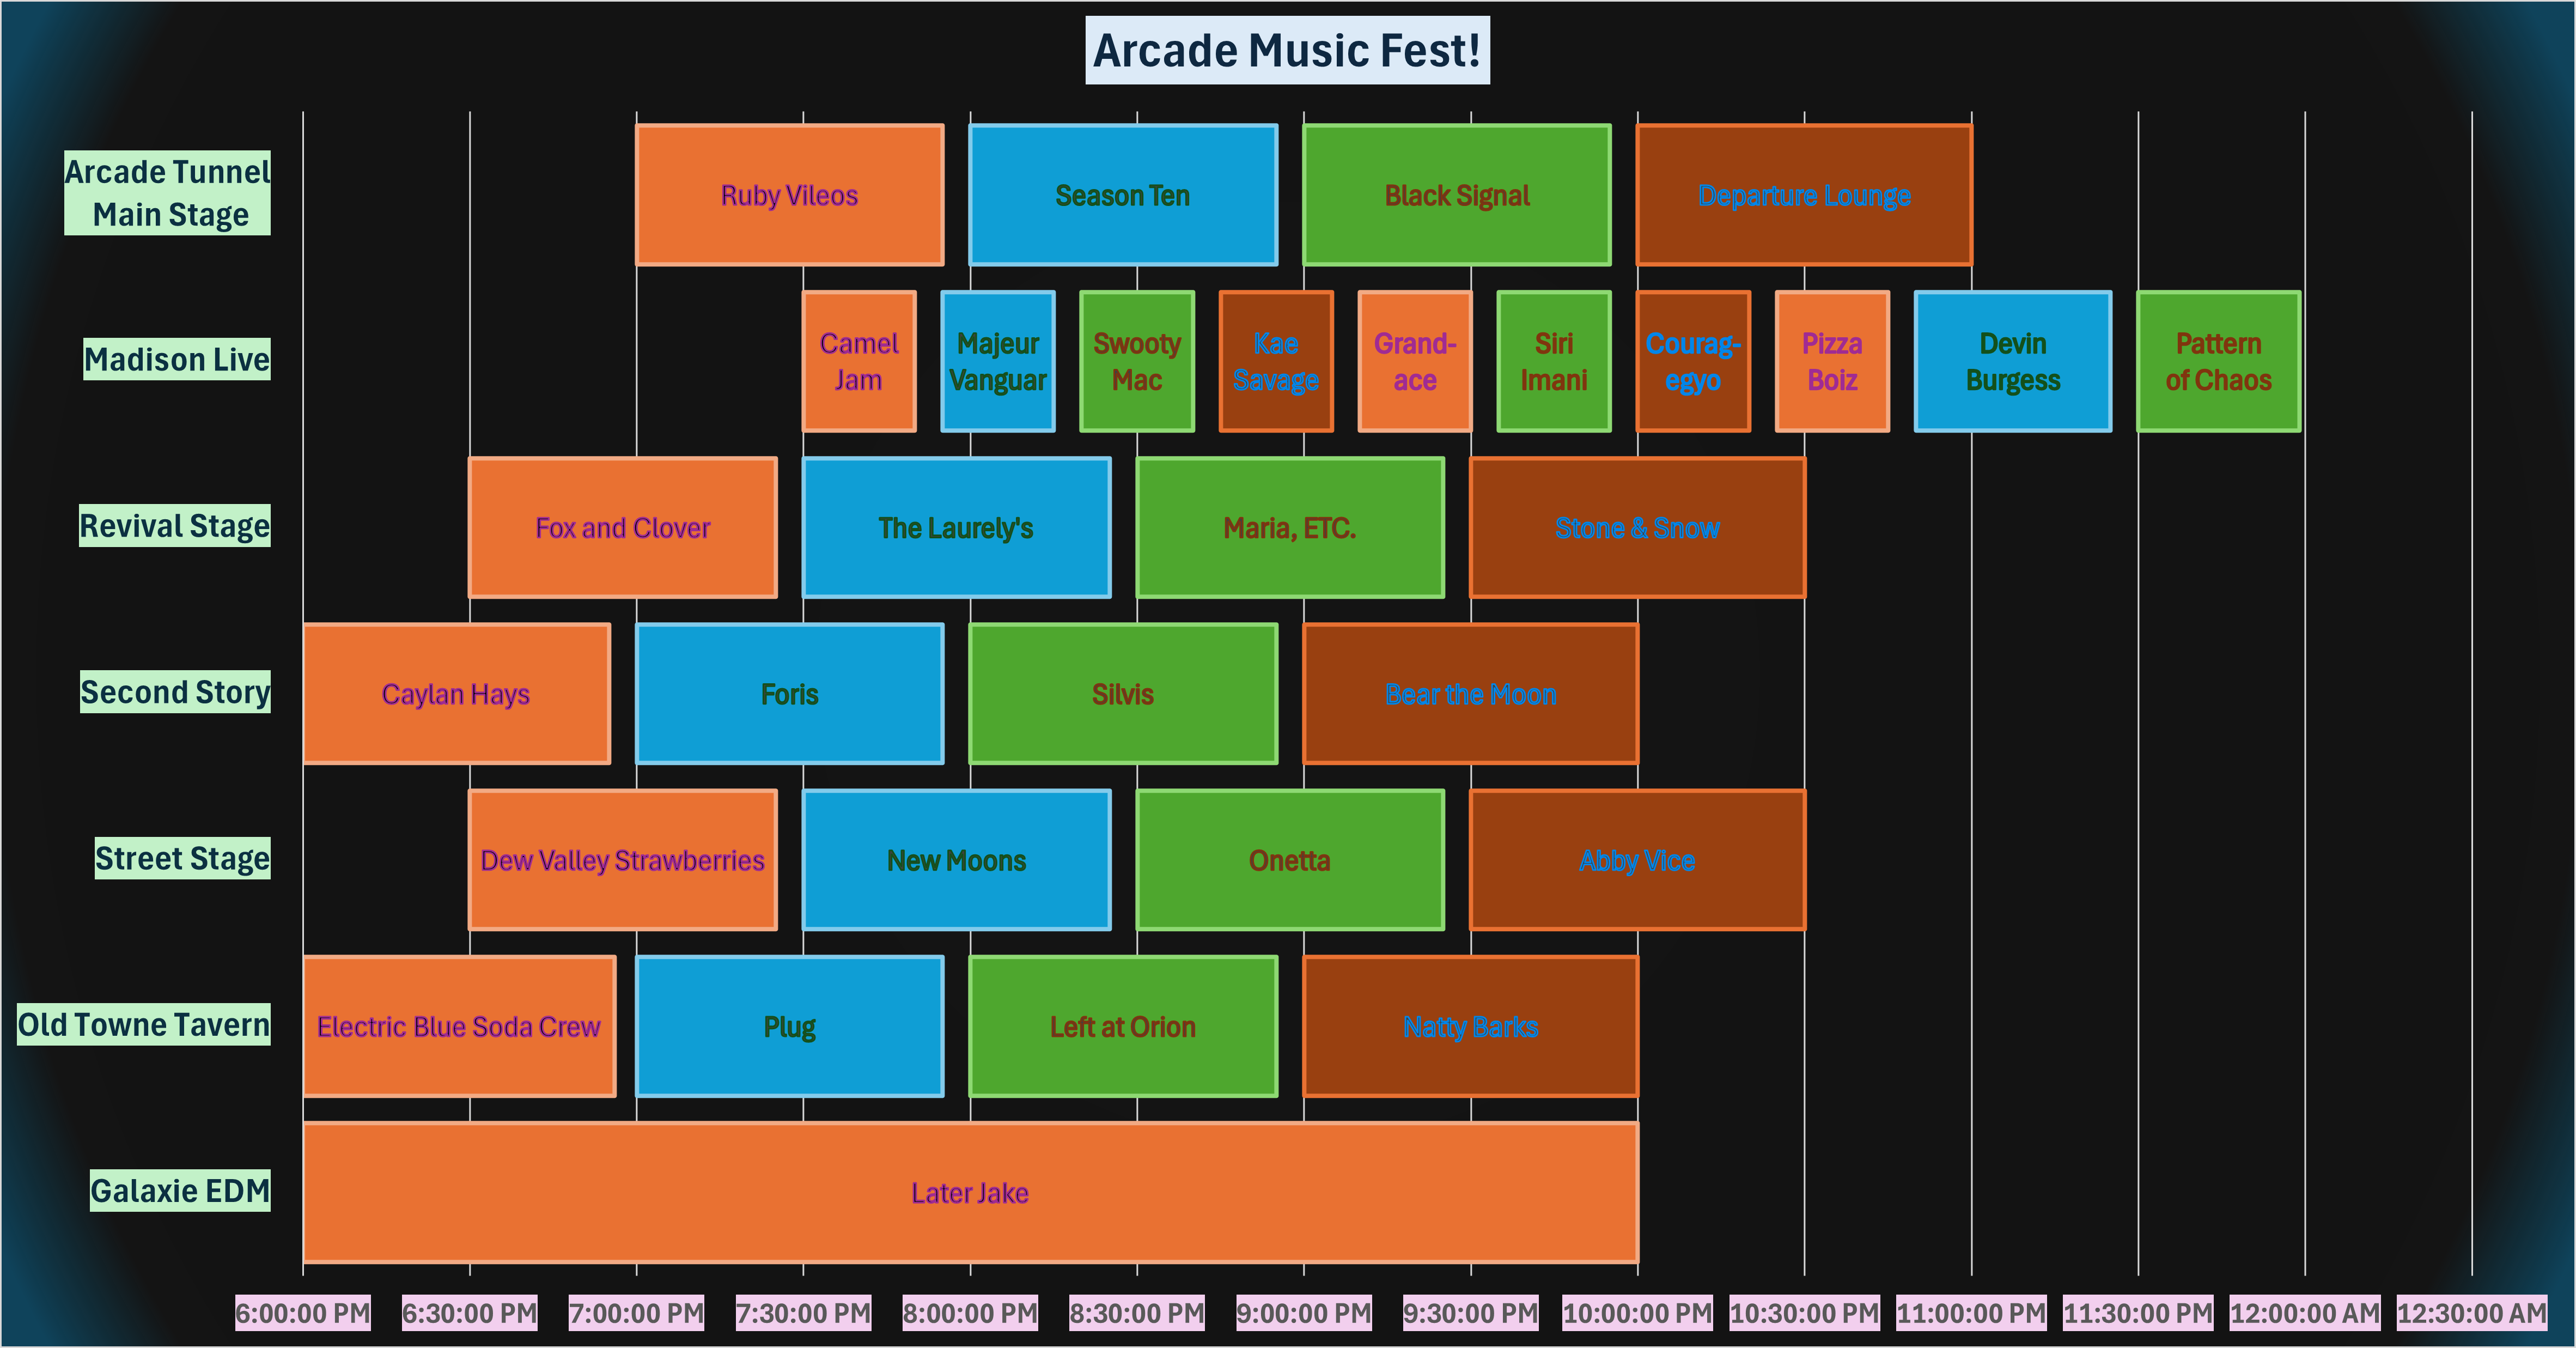 Arcade Music Fest!
Arcade Tunnel
Main Stage
Ruby Vileos
Season Ten
Black Signal
Departure Lounge
Madison Live
Camel
Jam
Majeur
Vanguar
Swooty
Mac
Kae
Savage
Grand-
ace
Siri
Imani
Courag-
egyo
Pizza
Boiz
Devin
Burgess
Pattern
of Chaos
Revival Stage
Fox and Clover
The Laurely's
Maria, ETC.
Stone & Snow
Second Story
Caylan Hays
Foris
Silvis
Bear the Moon
Street Stage
Dew Valley Strawberries
New Moons
Onetta
Abby Vice
Old Towne Tavern
Electric Blue Soda Crew
Plug
Left at Orion
Natty Barks
Galaxie EDM
Later Jake
6:00:00 PM
6:30:00 PM
7:00:00 PM
7:30:00 PM
8:00:00 PM
8:30:00 PM
9:00:00 PM
9:30:00 PM
10:00:00 PM
10:30:00 PM
11:00:00 PM
11:30:00 PM
12:00:00 AM
12:30:00 AM